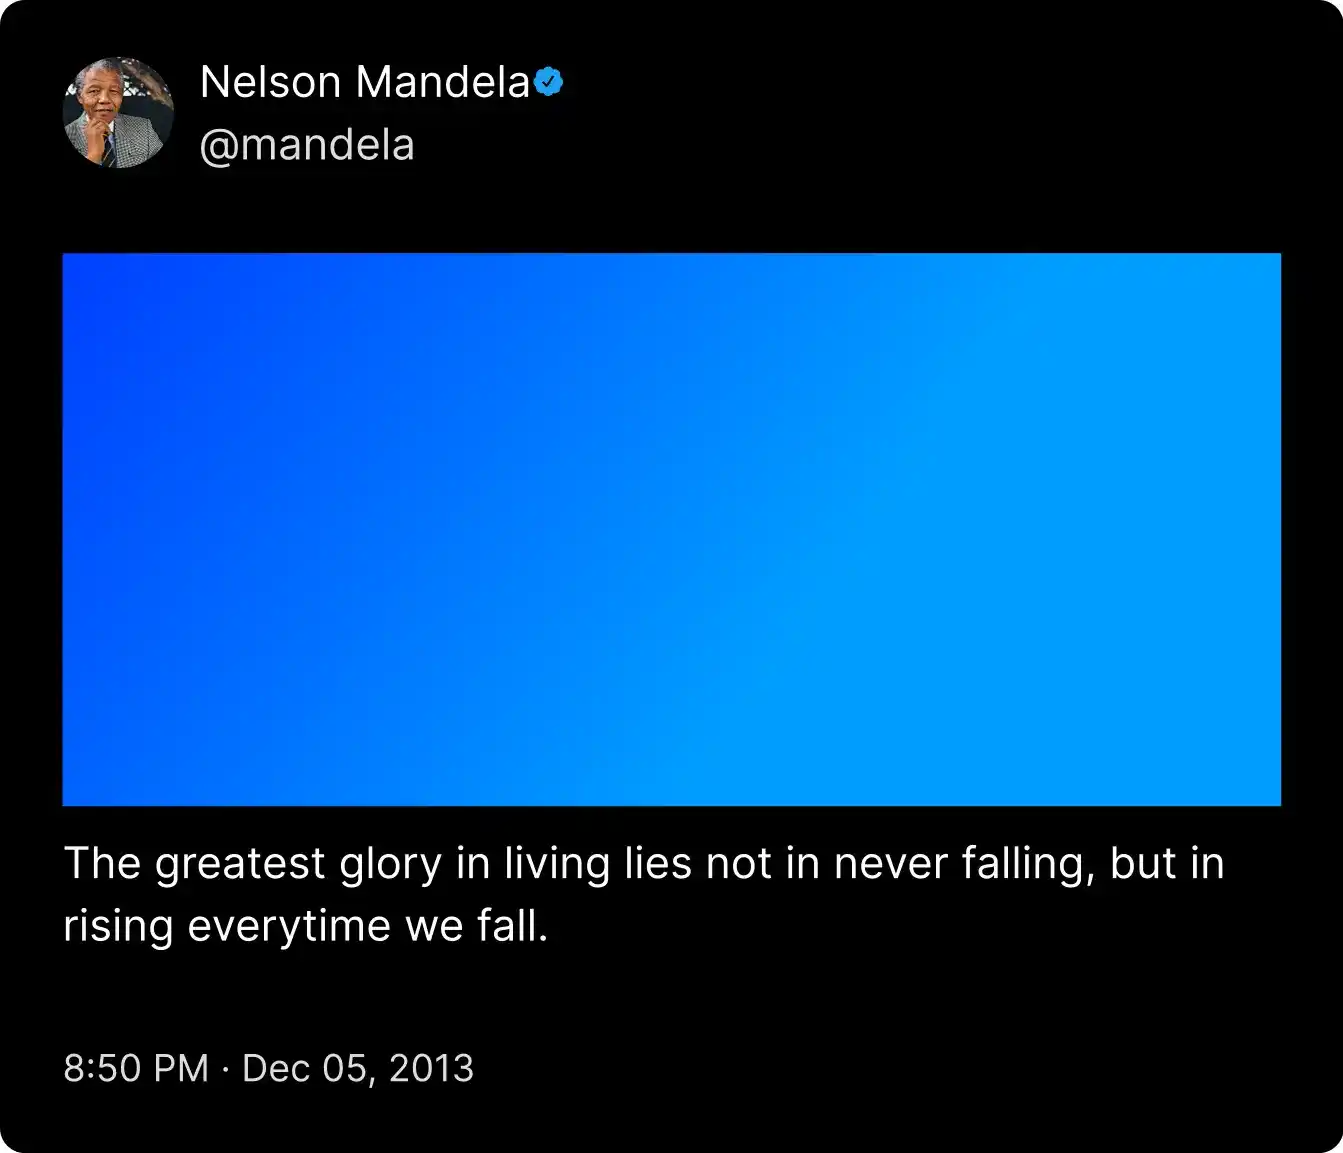 Nelson Mandela
@mandela
The greatest glory in living lies not in never falling, but in
rising everytime we fall.
8:50 PM · Dec 05, 2013